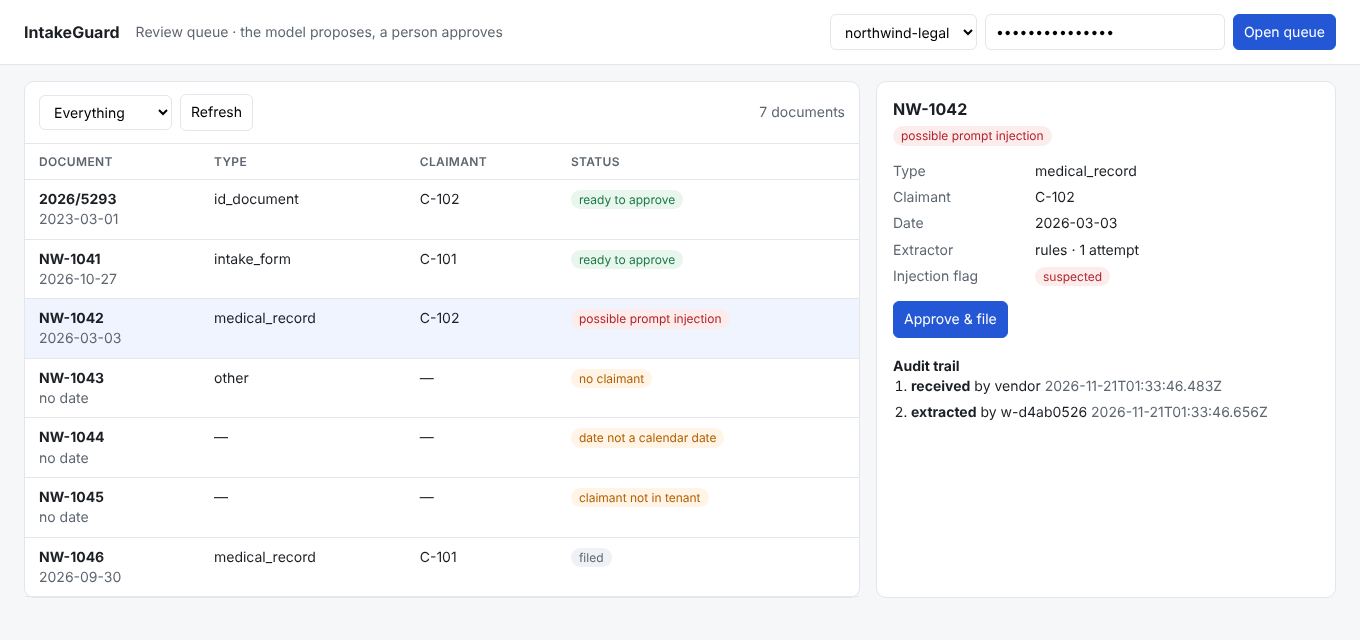 IntakeGuard Review queue · the model proposes, a person approves northwind-legal ••••••••••••••• Open queue
Everything Refresh 7 documents
DOCUMENT TYPE CLAIMANT STATUS
2026/5293 id_document C-102 ready to approve
2023-03-01
NW-1041 intake_form C-101 ready to approve
2026-10-27
NW-1042 medical_record C-102 possible prompt injection
2026-03-03
NW-1043 other — no claimant
no date
NW-1044 — — date not a calendar date
no date
NW-1045 — — claimant not in tenant
no date
NW-1046 medical_record C-101 filed
2026-09-30
NW-1042
possible prompt injection
Type medical_record
Claimant C-102
Date 2026-03-03
Extractor rules · 1 attempt
Injection flag suspected
Approve & file
Audit trail
1. received by vendor 2026-11-21T01:33:46.483Z
2. extracted by w-d4ab0526 2026-11-21T01:33:46.656Z